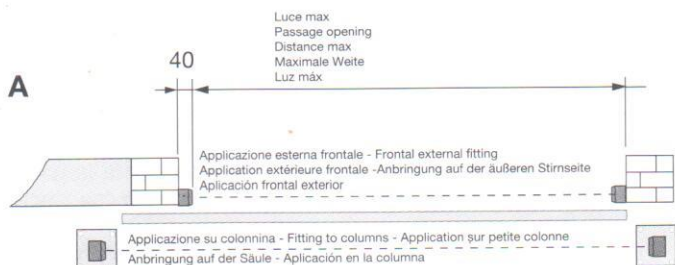 Luce max
Passage opening
Distance max
Maximale Weite
Luz máx
40
A
Applicazione esterna frontale - Frontal external fitting
Application extérieure frontale -Anbringung auf der äußeren Stirnseite
Aplicación frontal exterior
Applicazione su colonnina - Fitting to columns - Application sur petite colonne
Anbringung auf der Säule - Aplicación en la columna